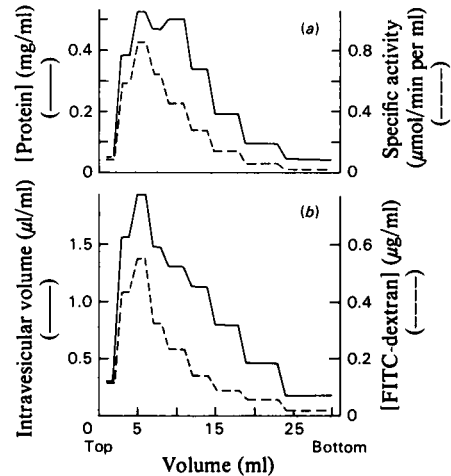 [Protein] (mg/ml)
(——)
0.4
0.2
0
(a)
0.8
0.4
0
Specific activity
(μmol/min per ml)
(----)
Intravesicular volume (μl/ml)
(——)
1.5
1.0
0.5
(b)
0.6
0.4
0.2
0
[FITC-dextran] (μg/ml)
(----)
0 5 15 25
Top Bottom
Volume (ml)